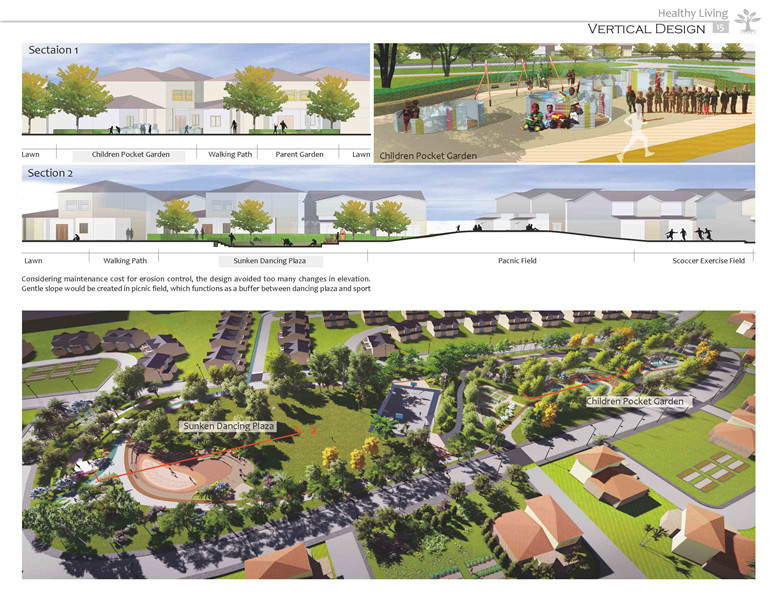 Healthy Living
VERTICAL DESIGN 15
Sectaion 1
Lawn Children Pocket Garden Walking Path Parent Garden Lawn
Children Pocket Garden
Section 2
Lawn Walking Path Sunken Dancing Plaza Pacnic Field Scoccer Exercise Field
Considering maintenance cost for erosion control, the design avoided too many changes in elevation.
Gentle slope would be created in picnic field, which functions as a buffer between dancing plaza and sport
Sunken Dancing Plaza
Children Pocket Garden